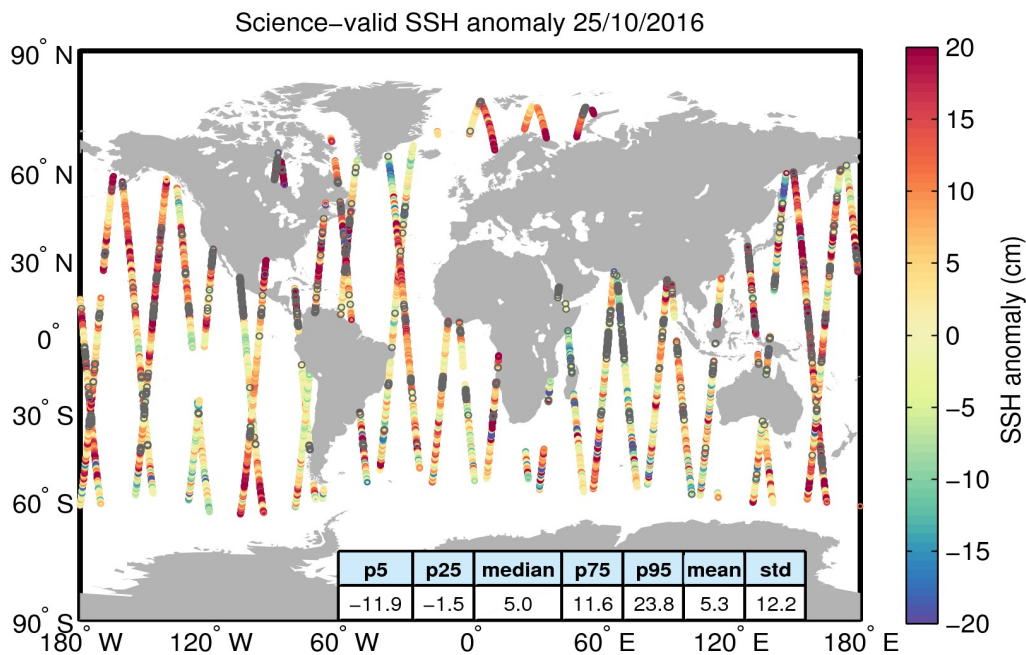 Science−valid SSH anomaly 25/10/2016
90° N
60° N
30° N
0°
30° S
60° S
90° S
180° W
120° W
60° W
0°
60° E
120° E
180° E
p5 p25 median p75 p95 mean std
−11.9 −1.5 5.0 11.6 23.8 5.3 12.2
20
15
10
5
0
−5
−10
−15
−20
SSH anomaly (cm)